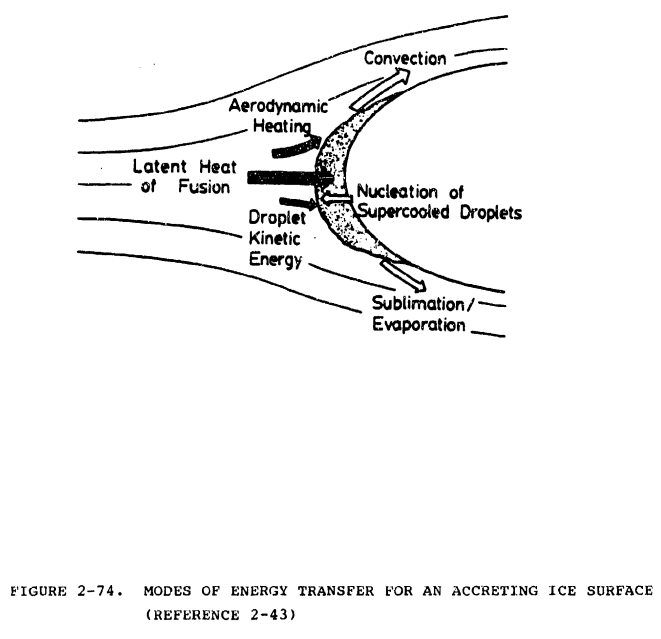 Convection
Aerodynamic
Heating
Latent Heat
of Fusion
Nucleation of
Supercooled Droplets
Droplet
Kinetic
Energy
Sublimation/
Evaporation
FIGURE 2-74. MODES OF ENERGY TRANSFER FOR AN ACCRETING ICE SURFACE
(REFERENCE 2-43)